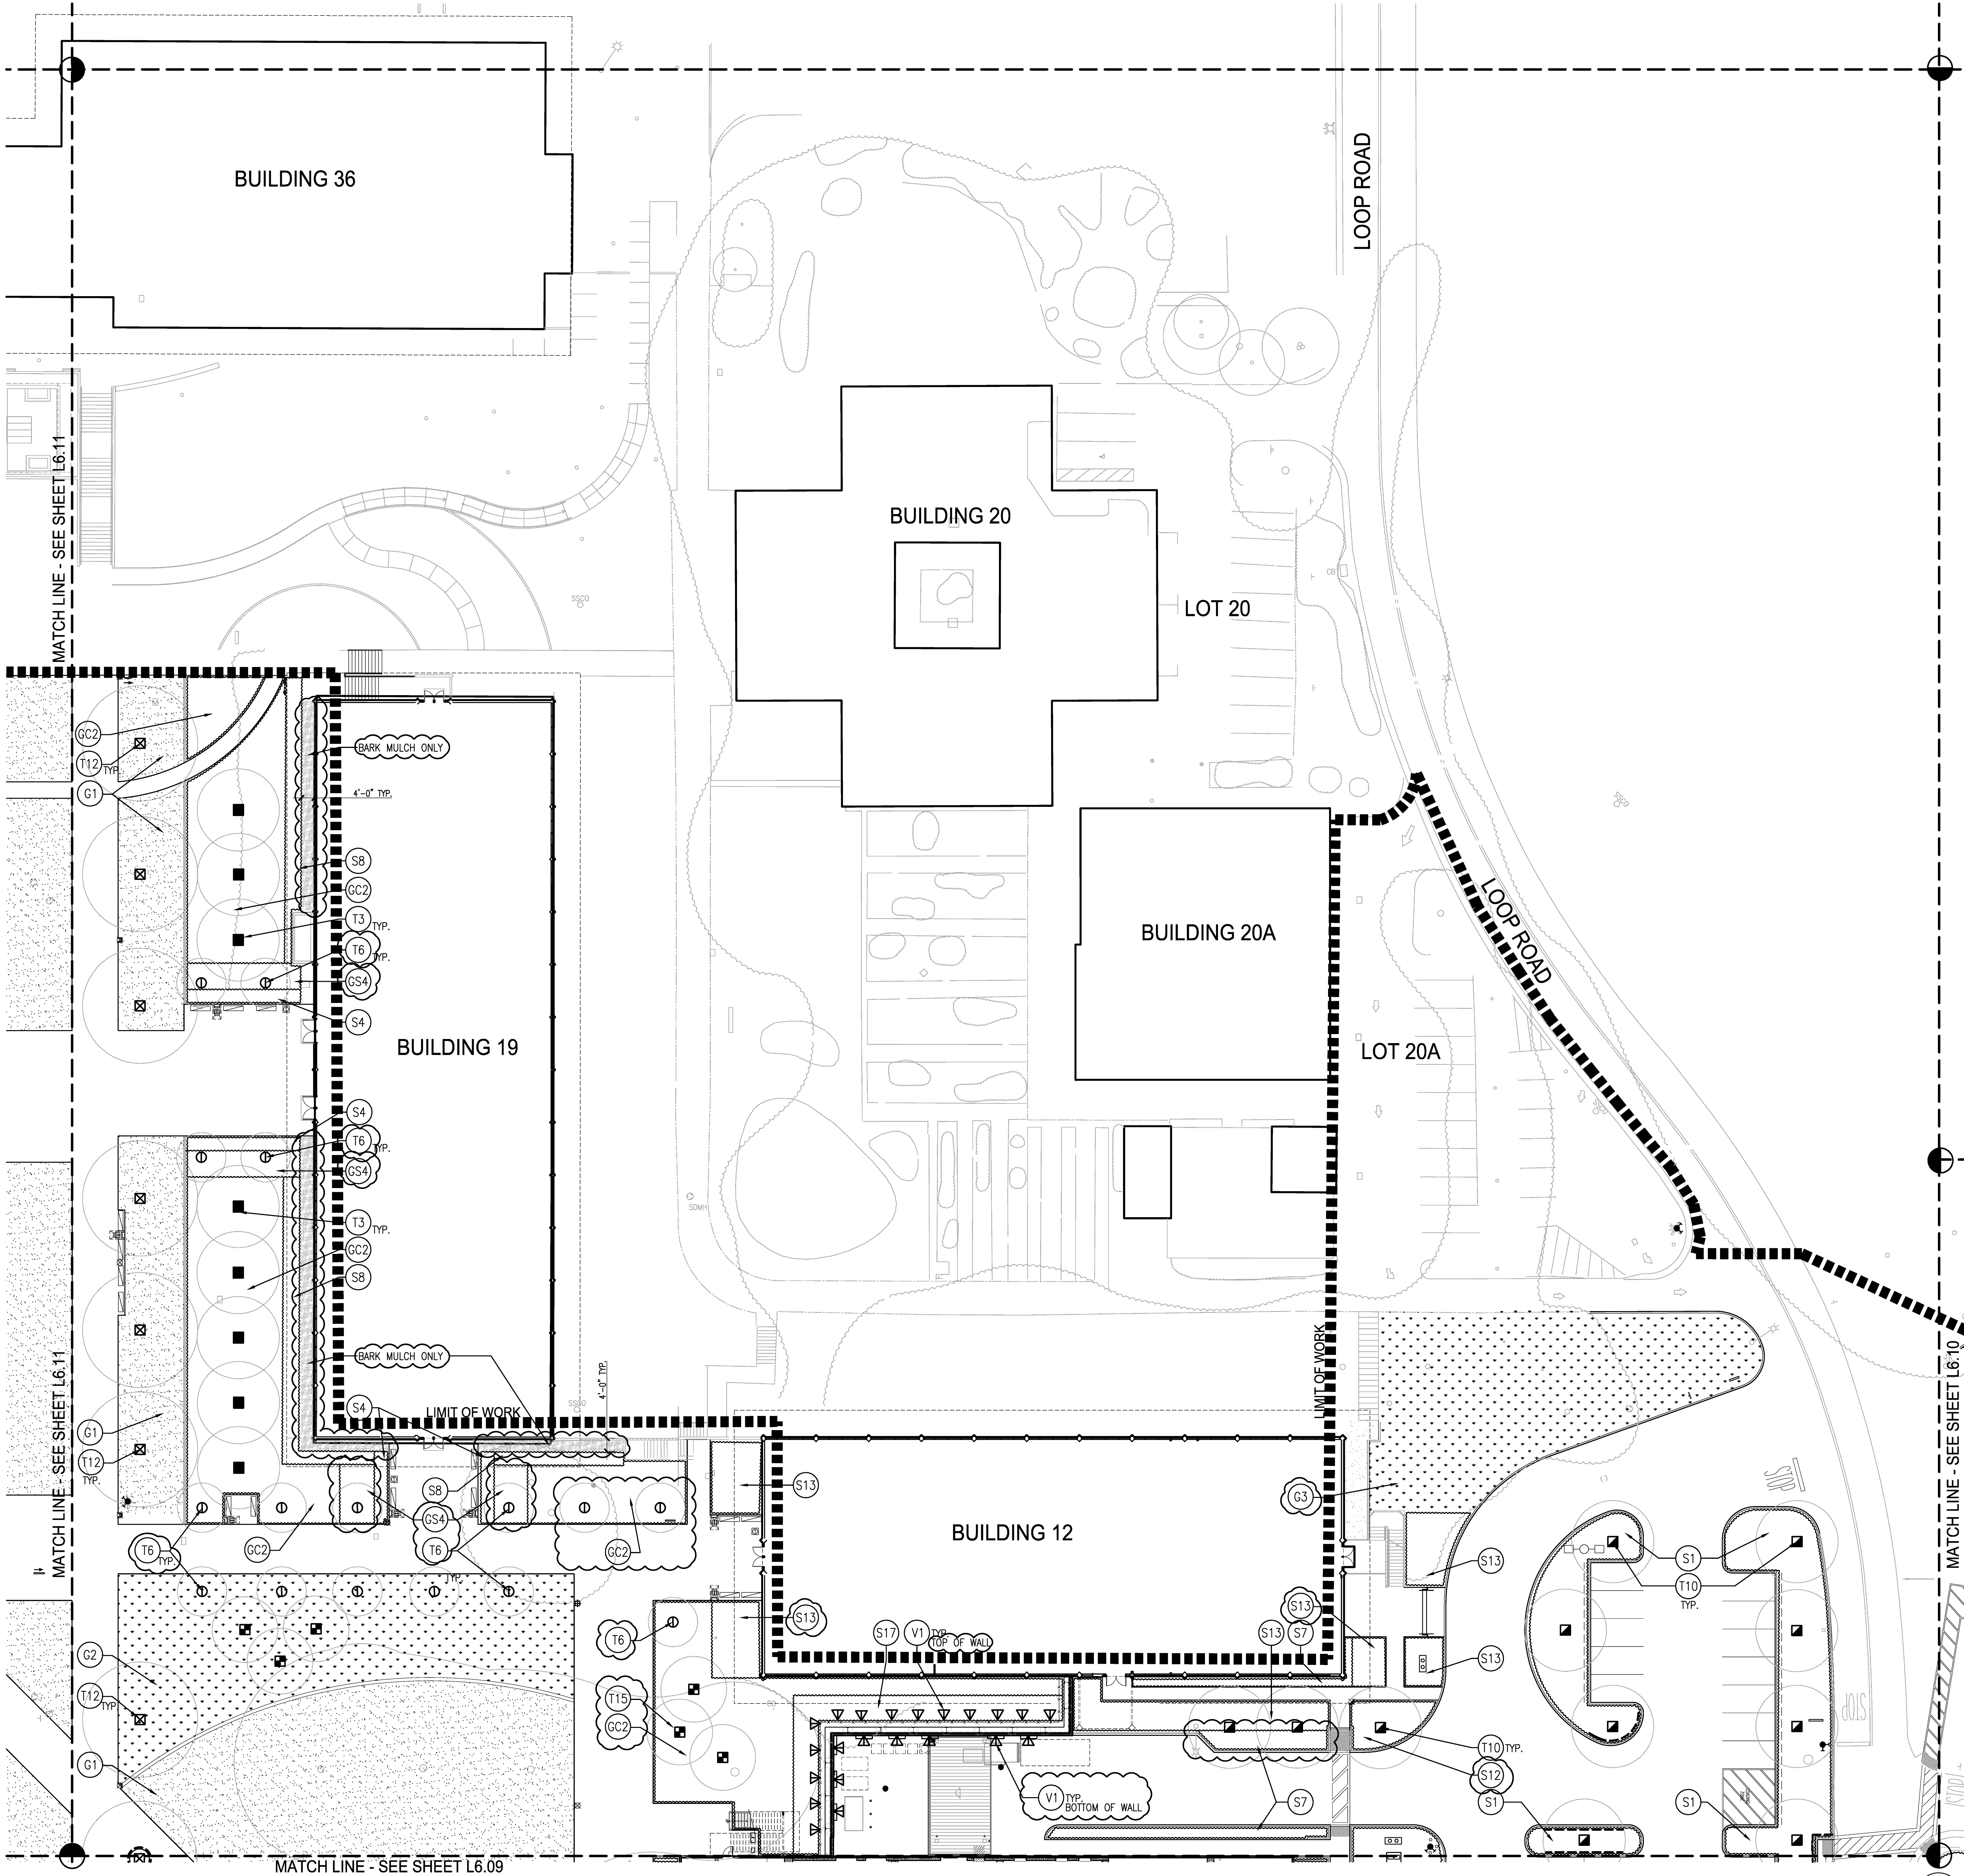 BUILDING 36
LOOP ROAD
MATCH LINE - SEE SHEET L6.11
BUILDING 20
SSCO
CB
LOT 20
GC2
T12 TYP.
G1
BARK MULCH ONLY
4'-0" TYP.
S8
GC2
T3 TYP.
T6 TYP.
GS4
S4
BUILDING 19
BUILDING 20A
LOOP ROAD
LOT 20A
S4
T6 TYP.
GS4
T3 TYP.
GC2
S8
SDMH
BARK MULCH ONLY
4'-0" TYP.
S4
LIMIT OF WORK
SSCO
LIMIT OF WORK
MATCH LINE - SEE SHEET L6.11
MATCH LINE - SEE SHEET L6.10
G1
T12
TYP.
S8
GS4
T6
TYP.
T6
TYP.
GC2
GC2
S13
BUILDING 12
G3
STOP
S13
S1
T10
TYP.
T6
S13
S17
V1 TYP.
TOP OF WALL
S13
S13
S7
S13
G2
T12
TYP.
T15
GC2
STOP
T10 TYP.
S12
G1
V1 TYP.
BOTTOM OF WALL
S7
S1
S1
MATCH LINE - SEE SHEET L6.09